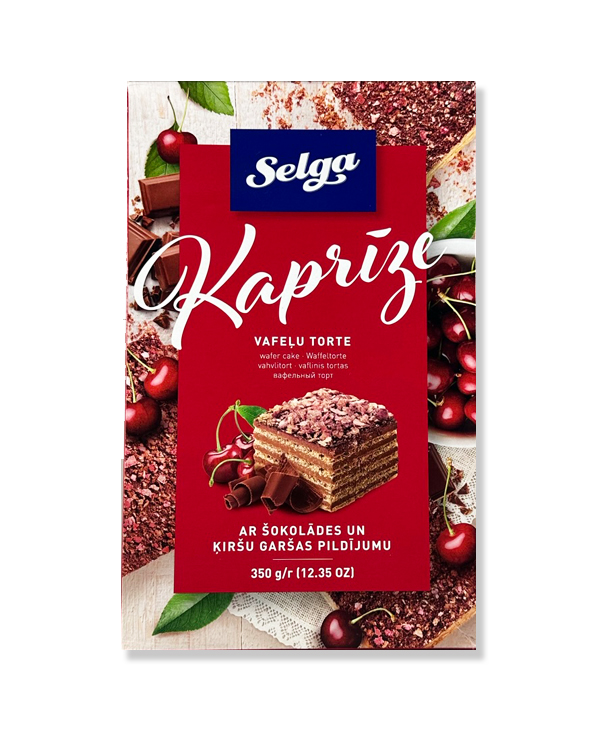 Selga
Kaprīze
VAFEĻU TORTE
wafer cake · Waffeltorte
vahvlitort · vaflinis tortas
вафельный торт
AR ŠOKOLĀDES UN
ĶIRŠU GARŠAS PILDĪJUMU
350 g/r (12.35 OZ)